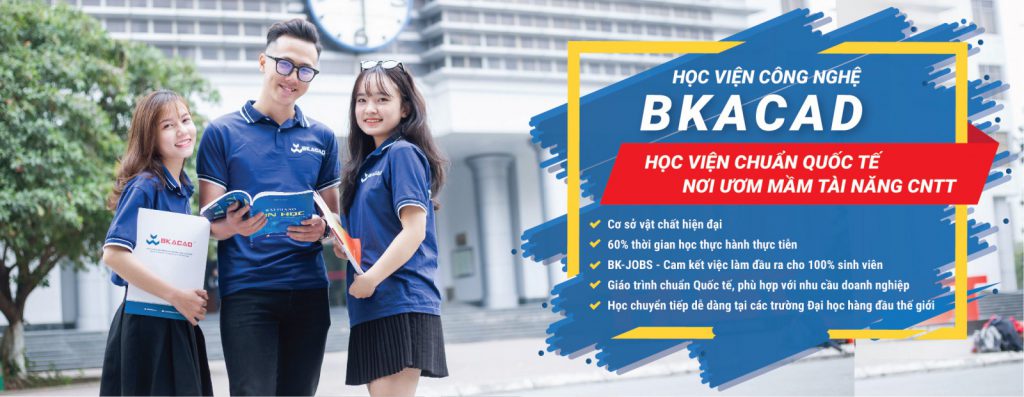 HỌC VIỆN CÔNG NGHỆ
BKACAD
HỌC VIỆN CHUẨN QUỐC TẾ
NƠI ƯƠM MẦM TÀI NĂNG CNTT
Cơ sở vật chất hiện đại
60% thời gian học thực hành thực tiễn
BK-JOBS - Cam kết việc làm đầu ra cho 100% sinh viên
Giáo trình chuẩn Quốc tế, phù hợp với nhu cầu doanh nghiệp
Học chuyển tiếp dễ dàng tại các trường Đại học hàng đầu thế giới
BKACAD
BKACAD
HỌC